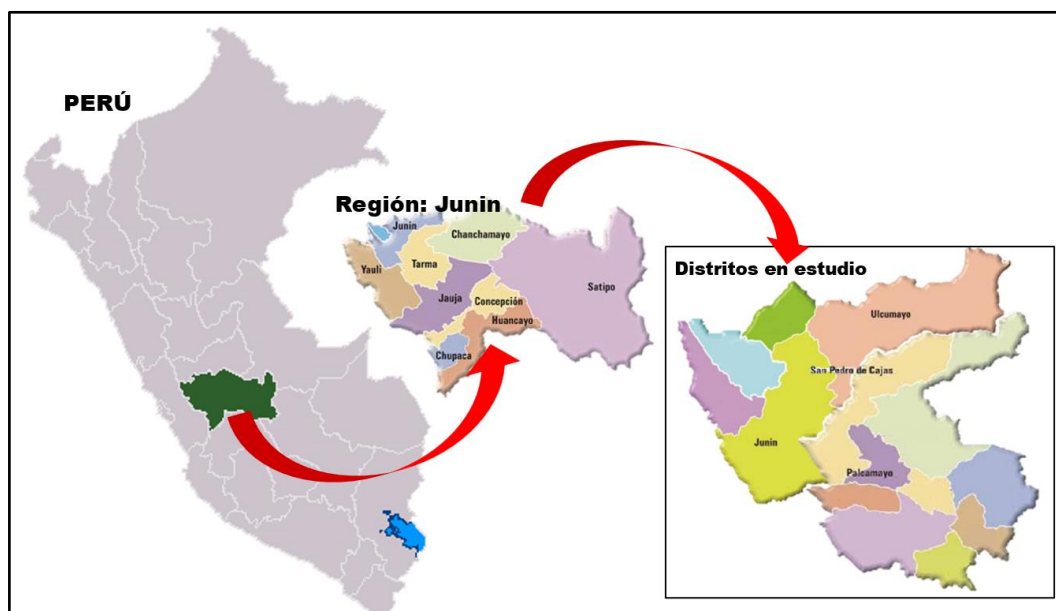 PERÚ
Región: Junin
Junin
Chanchamayo
Yauli
Tarma
Satipo
Jauja
Concepción
Huancayo
Chupaca
Distritos en estudio
Ulcumayo
San Pedro de Cajas
Junin
Palcamayo